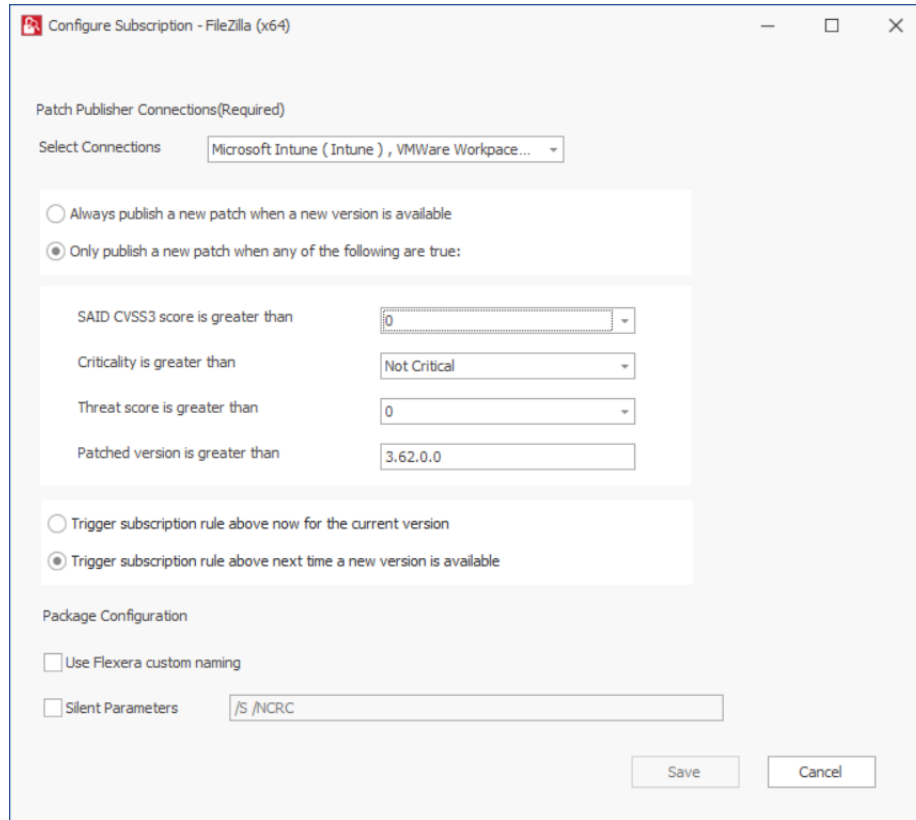 Configure Subscription - FileZilla (x64)
Patch Publisher Connections(Required)
Select Connections Microsoft Intune ( Intune ) , VMWare Workpace...
Always publish a new patch when a new version is available
Only publish a new patch when any of the following are true:
SAID CVSS3 score is greater than 0
Criticality is greater than Not Critical
Threat score is greater than 0
Patched version is greater than 3.62.0.0
Trigger subscription rule above now for the current version
Trigger subscription rule above next time a new version is available
Package Configuration
Use Flexera custom naming
Silent Parameters /S /NCRC
Save Cancel